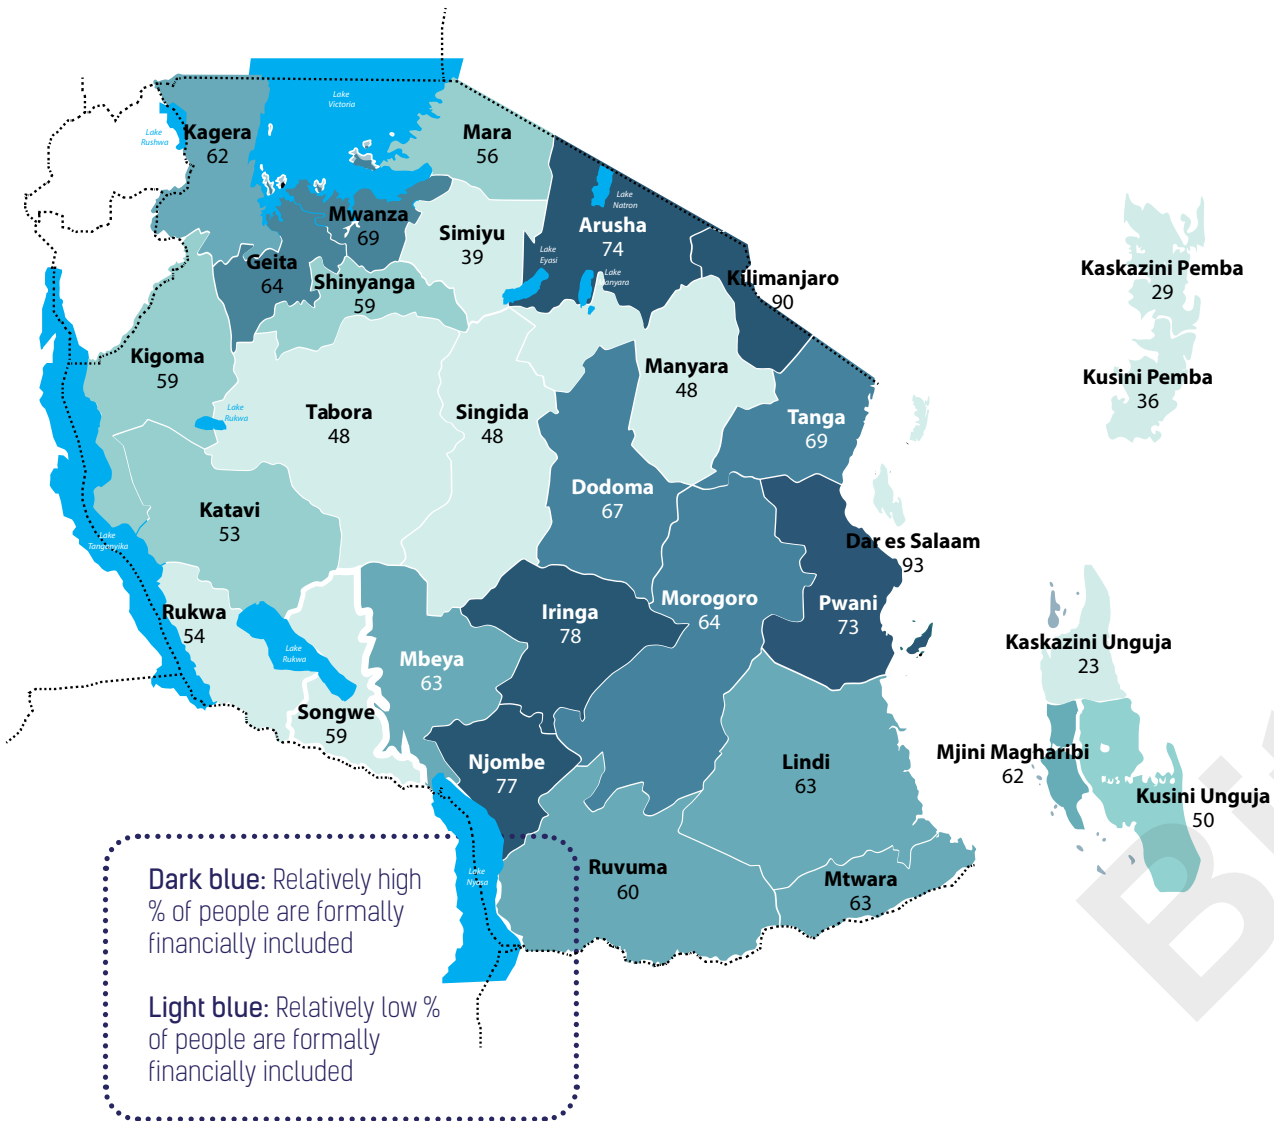 Lake
Victoria
Lake
Rushwa
Kagera
62
Mara
56
Mwanza
69
Simiyu
39
Lake
Natron
Arusha
74
Lake
Eyasi
Lake
anyara
Geita
64
Shinyanga
59
Kilimanjaro
90
Kaskazini Pemba
29
Kigoma
59
Manyara
48
Kusini Pemba
36
Lake
Rukwa
Tabora
48
Singida
48
Tanga
69
Dodoma
67
Katavi
53
Lake
Tanganyika
Dar es Salaam
93
Rukwa
54
Iringa
78
Morogoro
64
Pwani
73
Lake
Rukwa
Mbeya
63
Kaskazini Unguja
23
Songwe
59
Njombe
77
Lindi
63
Mjini Magharibi
62
Kusini Unguja
50
Lake
Nyasa
Ruvuma
60
Mtwara
63
Dark blue: Relatively high
% of people are formally
financially included
Light blue: Relatively low %
of people are formally
financially included